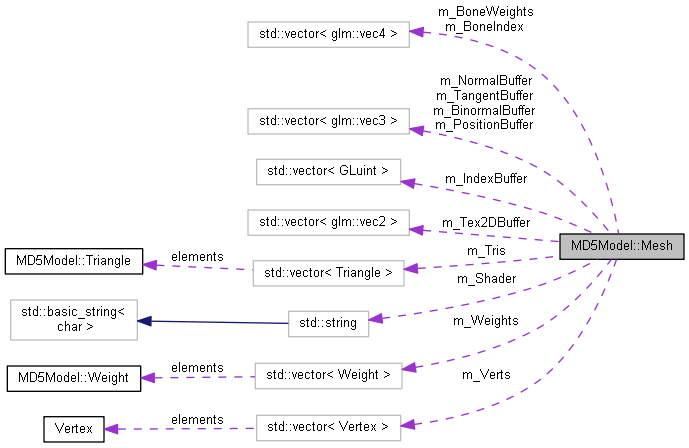 m_BoneWeights
m_BoneIndex
std::vector< glm::vec4 >
m_NormalBuffer
m_TangentBuffer
m_BinormalBuffer
m_PositionBuffer
std::vector< glm::vec3 >
std::vector< GLuint >
m_IndexBuffer
std::vector< glm::vec2 >
m_Tex2DBuffer
MD5Model::Mesh
MD5Model::Triangle
elements
std::vector< Triangle >
m_Tris
m_Shader
std::basic_string<
char >
std::string
m_Weights
MD5Model::Weight
elements
std::vector< Weight >
m_Verts
Vertex
elements
std::vector< Vertex >